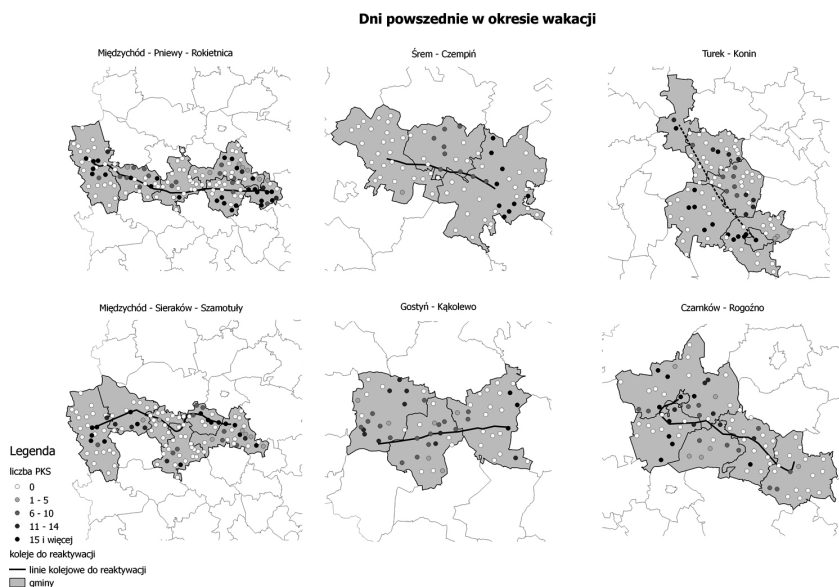 Dni powszednie w okresie wakacji
Międzychód - Pniewy - Rokietnica
Śrem - Czempiń
Turek - Konin
Międzychód - Sieraków - Szamotuły
Gostyń - Kąkolewo
Czarnków - Rogoźno
Legenda
liczba PKS
0
1 - 5
6 - 10
11 - 14
15 i więcej
koleje do reaktywacji
linie kolejowe do reaktywacji
gminy